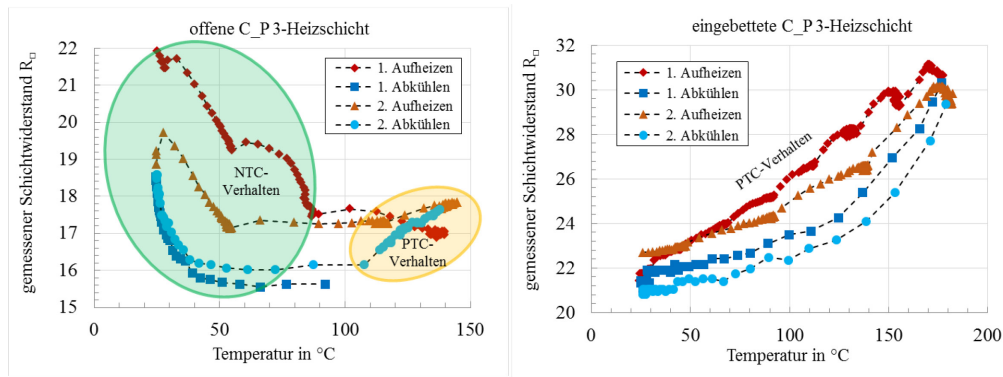 offene C_P 3-Heizschicht
gemessener Schichtwiderstand R□
22
21
20
19
18
17
16
15
0
50
100
150
Temperatur in °C
1. Aufheizen
1. Abkühlen
2. Aufheizen
2. Abkühlen
NTC-
Verhalten
PTC-
Verhalten
eingebettete C_P 3-Heizschicht
gemessener Schichtwiderstand R□
32
30
28
26
24
22
20
0
50
100
150
200
Temperatur in °C
1. Aufheizen
1. Abkühlen
2. Aufheizen
2. Abkühlen
PTC-Verhalten